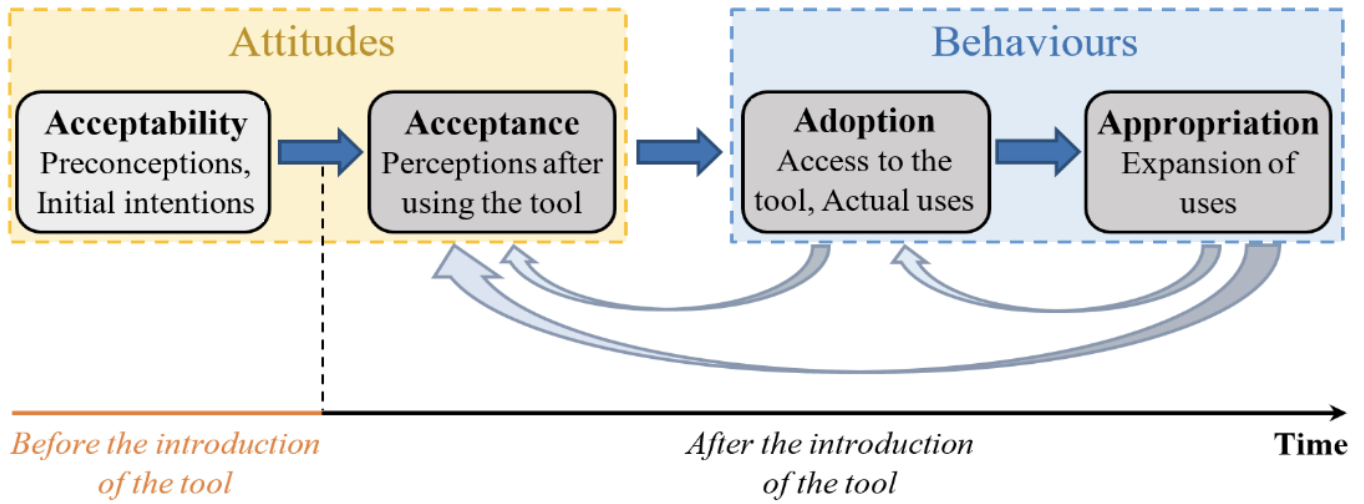 Attitudes
Behaviours
Acceptability
Preconceptions,
Initial intentions
Acceptance
Perceptions after
using the tool
Adoption
Access to the
tool, Actual uses
Appropriation
Expansion of
uses
Before the introduction
of the tool
After the introduction
of the tool
Time